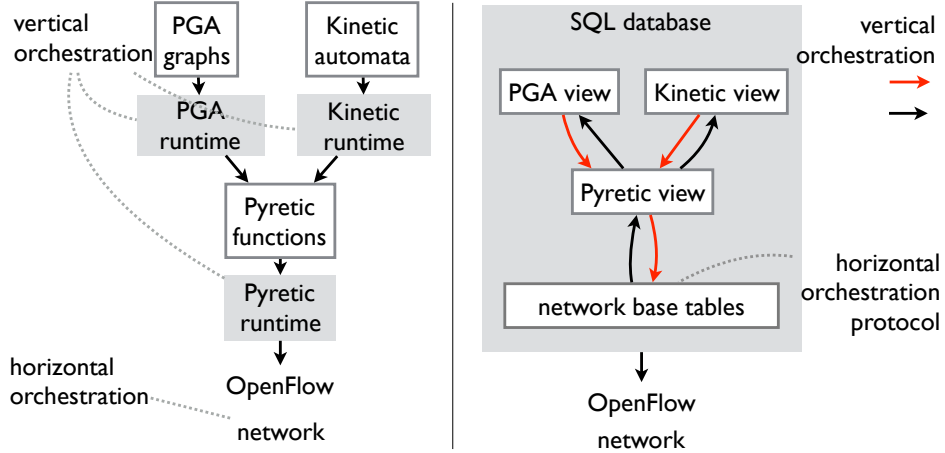 vertical
orchestration
PGA
graphs
Kinetic
automata
PGA
runtime
Kinetic
runtime
Pyretic
functions
Pyretic
runtime
horizontal
orchestration
OpenFlow
network
SQL database
vertical
orchestration
PGA view
Kinetic view
Pyretic view
network base tables
horizontal
orchestration
protocol
OpenFlow
network